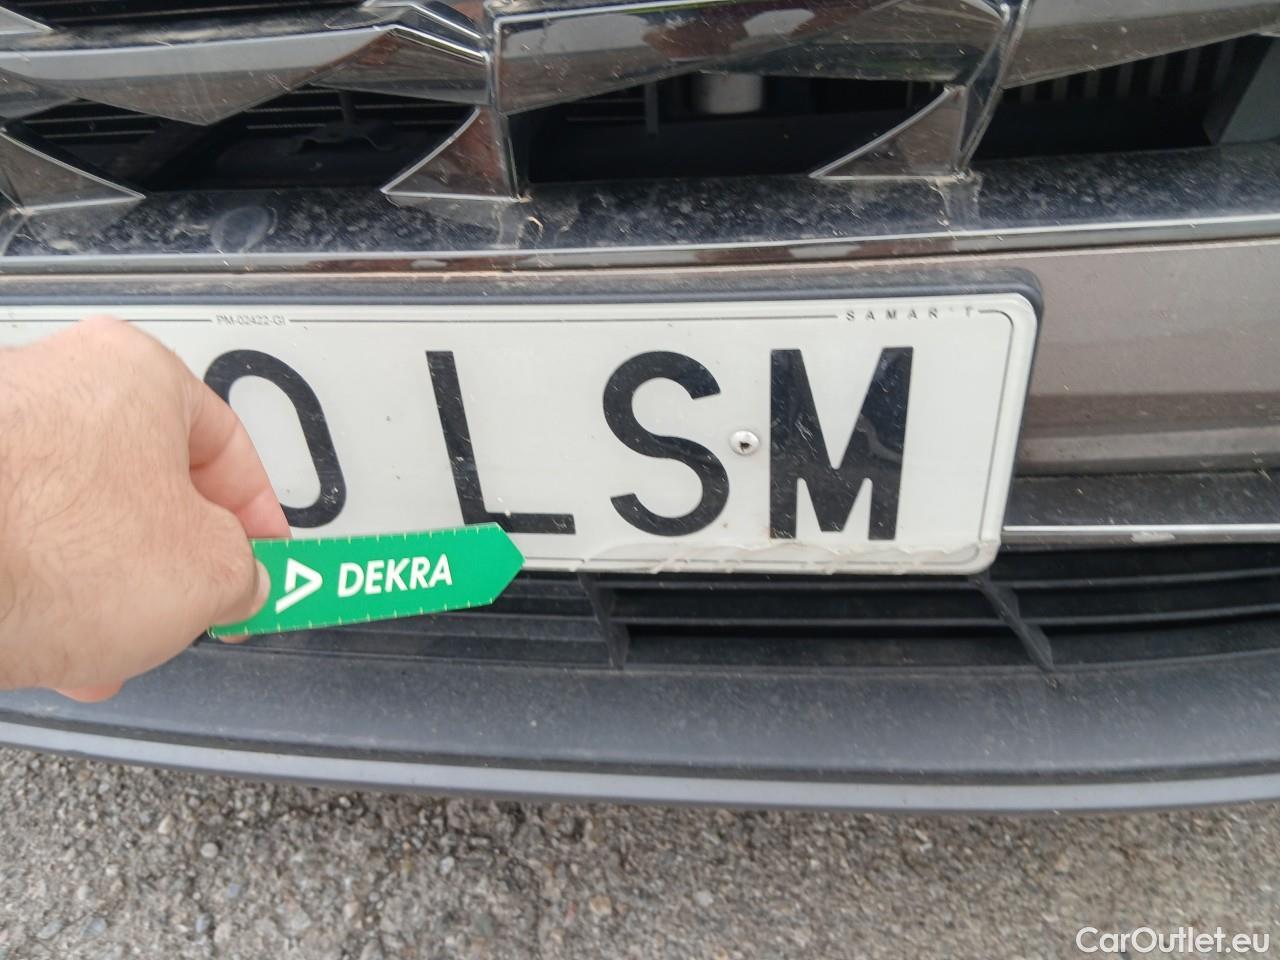 PM-02422-GI
SAMAR'T
0 LSM
DEKRA
CarOutlet.eu